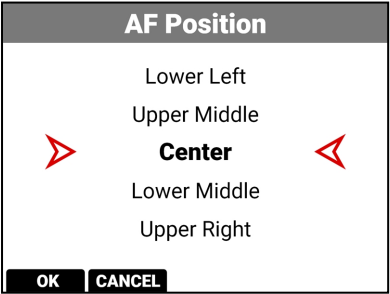 AF Position
Lower Left
Upper Middle
Center
Lower Middle
Upper Right
OK CANCEL